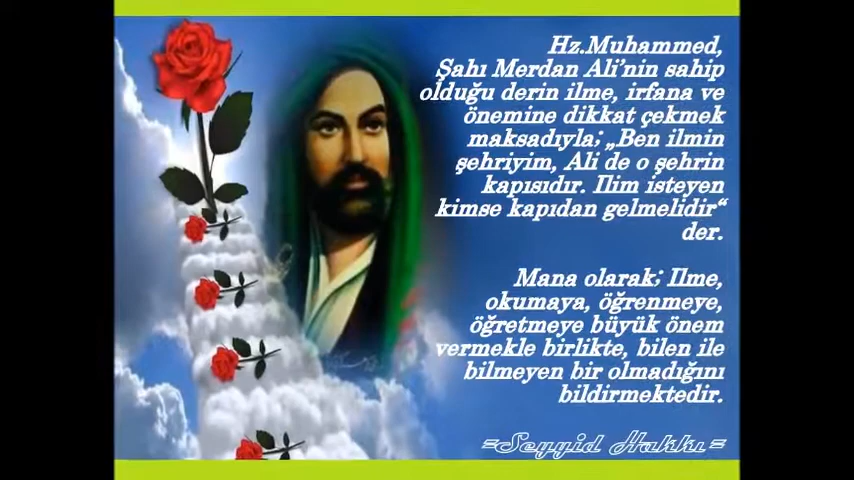 Hz.Muhammed,
Şahı Merdan Ali'nin sahip
olduğu derin ilme, irfana ve
önemine dikkat çekmek
maksadıyla; „Ben ilmin
şehriyim, Ali de o şehrin
kapısıdır. Ilim isteyen
kimse kapıdan gelmelidir“
der.
Mana olarak; Ilme,
okumaya, öğrenmeye,
öğretmeye büyük önem
vermekle birlikte, bilen ile
bilmeyen bir olmadığını
bildirmektedir.
=Seyyid Hakkı=